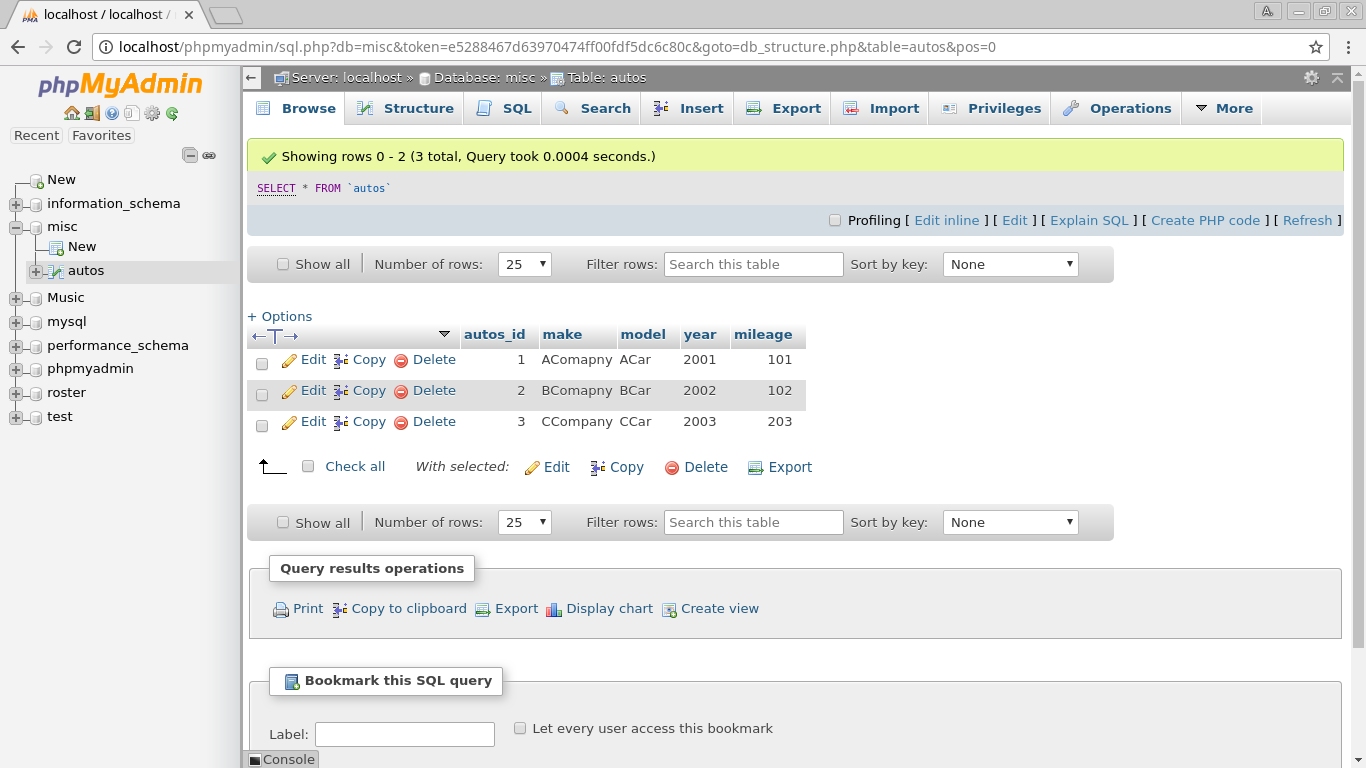 localhost / localhost /
A.
localhost/phpmyadmin/sql.php?db=misc&token=e5288467d63970474ff00fdf5dc6c80c&goto=db_structure.php&table=autos&pos=0
phpMyAdmin
Recent Favorites
New
information_schema
misc
New
autos
Music
mysql
performance_schema
phpmyadmin
roster
test
Server: localhost » Database: misc » Table: autos
Browse Structure SQL Search Insert Export Import Privileges Operations More
Showing rows 0 - 2 (3 total, Query took 0.0004 seconds.)
SELECT * FROM `autos`
Profiling [ Edit inline ] [ Edit ] [ Explain SQL ] [ Create PHP code ] [ Refresh ]
Show all Number of rows: 25 Filter rows: Search this table Sort by key: None
+ Options
←T→ autos_id make model year mileage
Edit Copy Delete 1 AComapny ACar 2001 101
Edit Copy Delete 2 BComapny BCar 2002 102
Edit Copy Delete 3 CCompany CCar 2003 203
Check all With selected: Edit Copy Delete Export
Show all Number of rows: 25 Filter rows: Search this table Sort by key: None
Query results operations
Print Copy to clipboard Export Display chart Create view
Bookmark this SQL query
Label: Let every user access this bookmark
Console